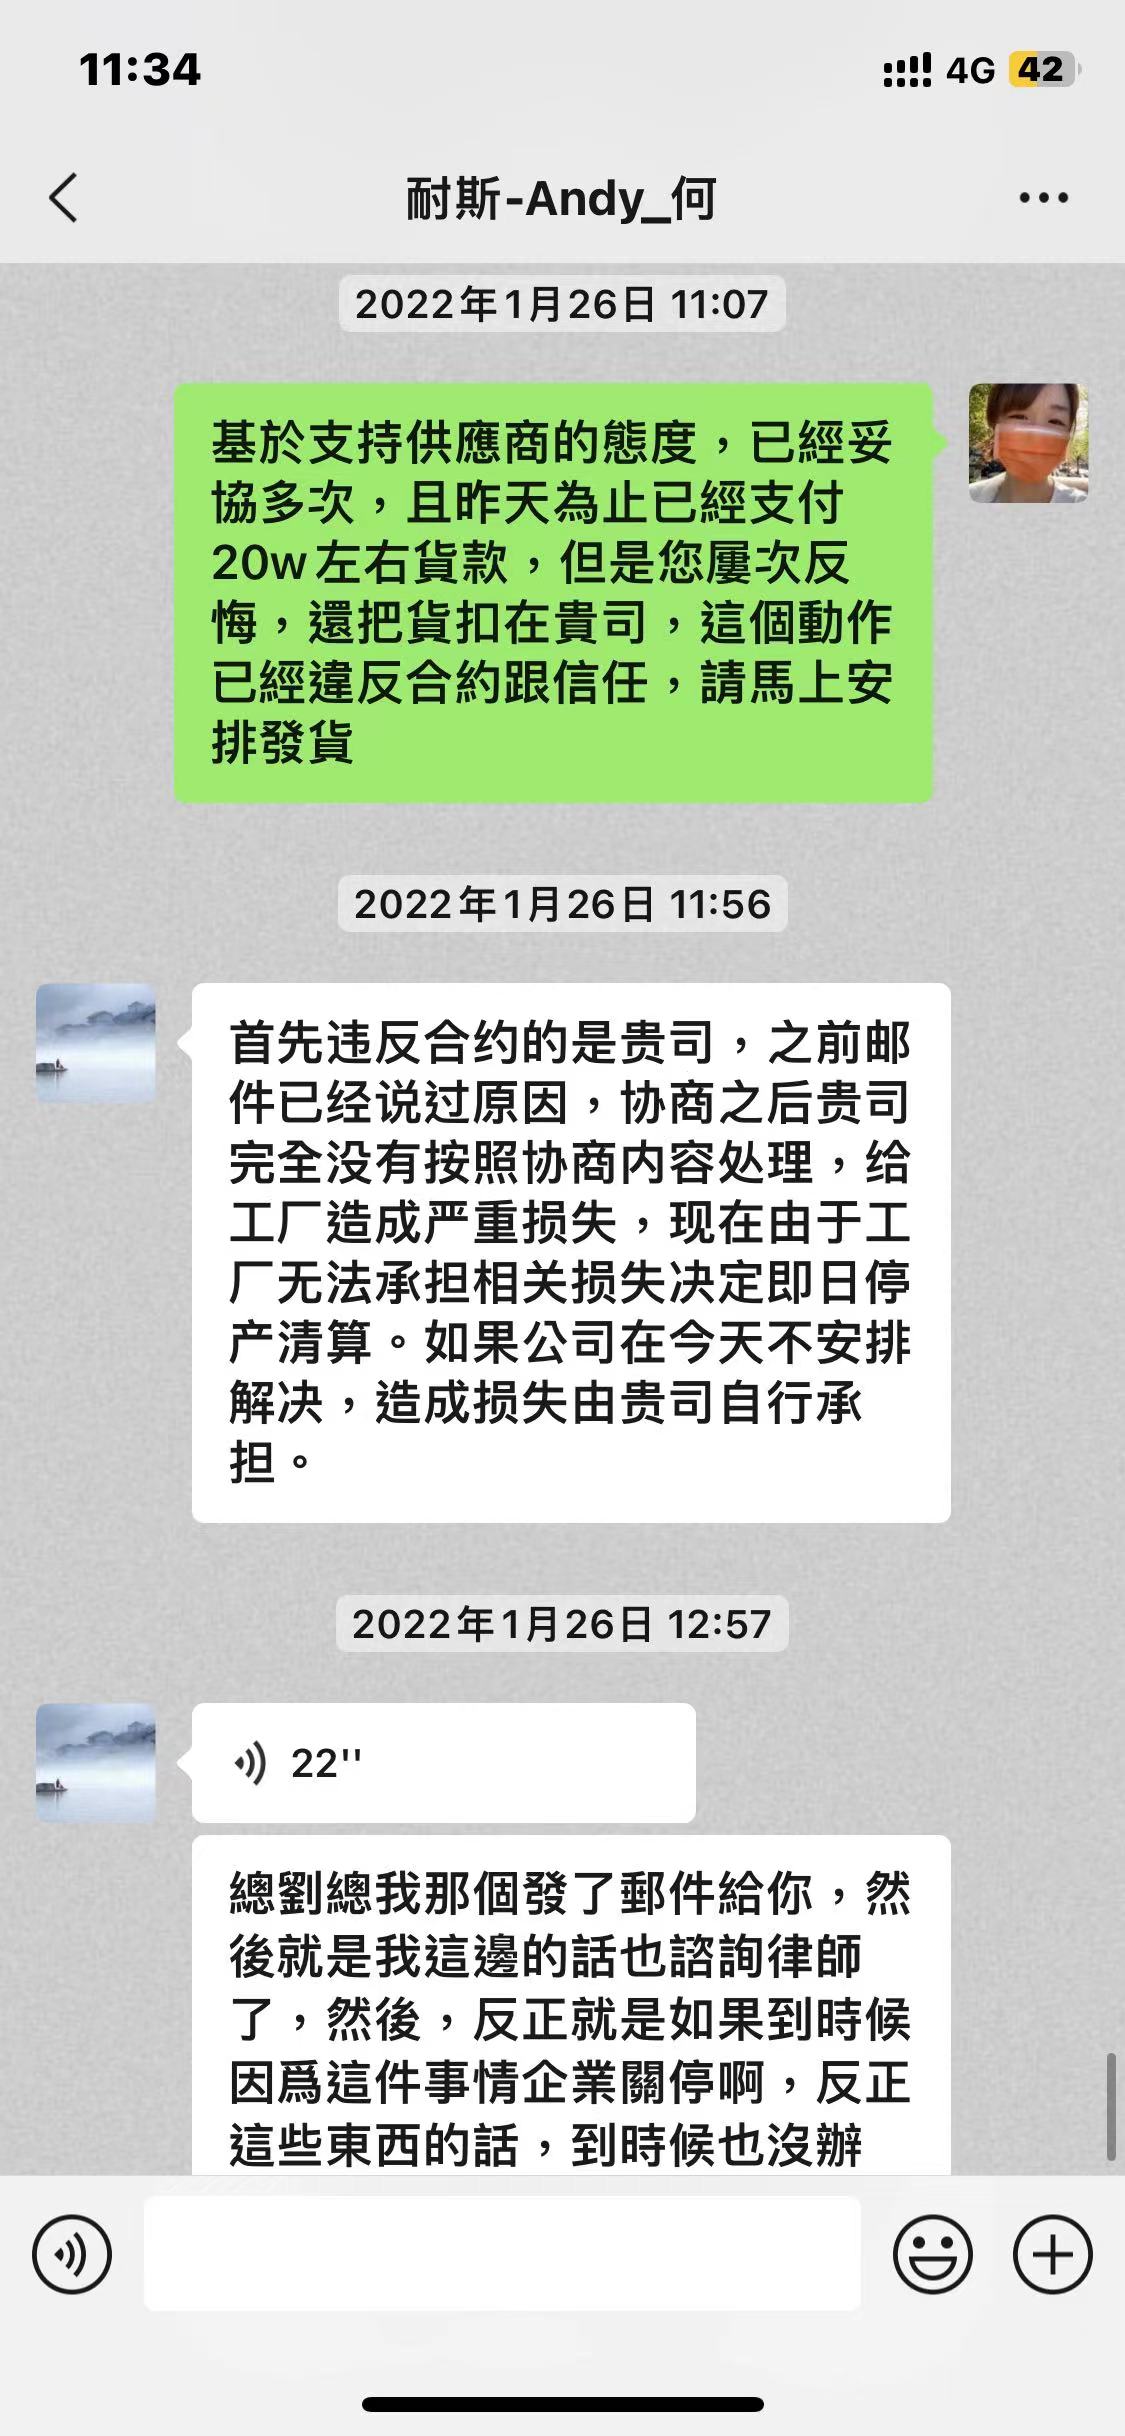 11:34
4G 42
耐斯-Andy_何
2022年1月26日 11:07
基於支持供應商的態度，已經妥
協多次，且昨天為止已經支付
20w左右貨款，但是您屢次反
悔，還把貨扣在貴司，這個動作
已經違反合約跟信任，請馬上安
排發貨
2022年1月26日 11:56
首先违反合约的是贵司，之前邮
件已经说过原因，协商之后贵司
完全没有按照协商内容处理，给
工厂造成严重损失，现在由于工
厂无法承担相关损失决定即日停
产清算。如果公司在今天不安排
解决，造成损失由贵司自行承
担。
2022年1月26日 12:57
22''
總劉總我那個發了郵件給你，然
後就是我這邊的話也諮詢律師
了，然後，反正就是如果到時候
因爲這件事情企業關停啊，反正
這些東西的話，到時候也沒辦